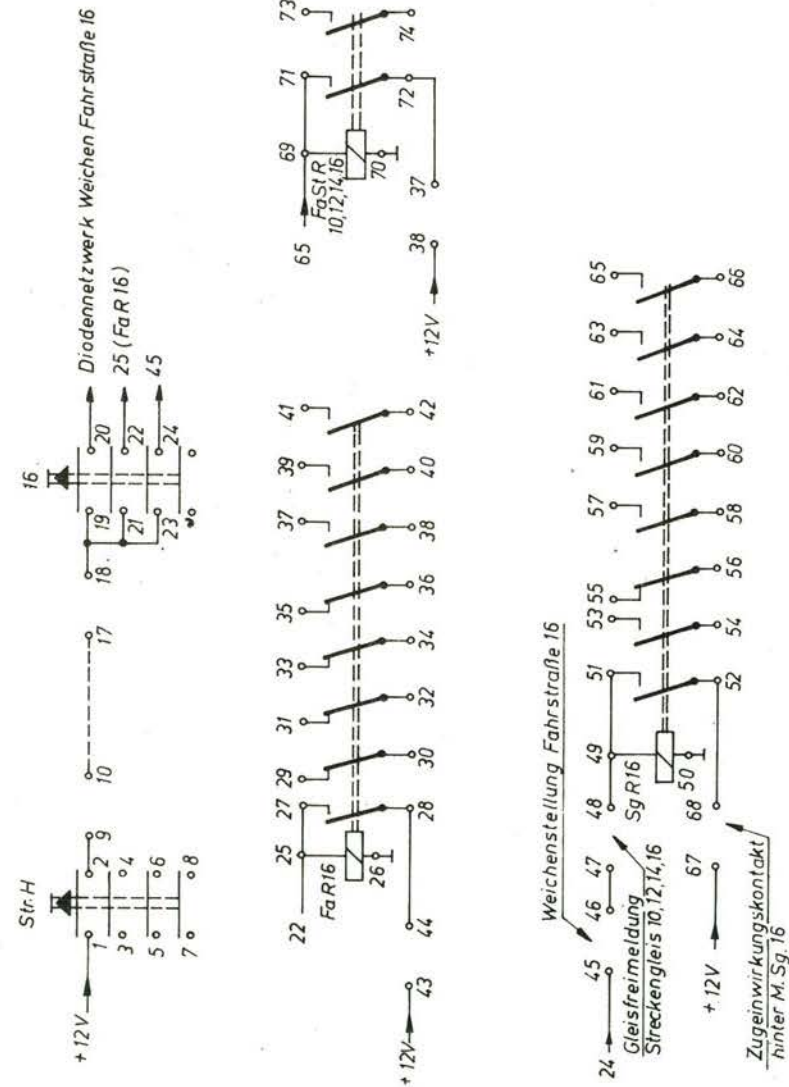 Str. H
+12V
1 2 9 10 17 18
3 4
5 6
7 8
16
19 20 Diodennetzwerk Weichen Fahrstraße 16
21 22 25 (FaR 16)
23 24 45
22 25 27 29 31 33 35 37 39 41
FaR16
26 28 30 32 34 36 38 40 42
+12V 43 44
65 69 71 73
FaSt R
10,12,14,16
70 72 74
+12V 38 37
Weichenstellung Fahrstraße 16
24 45 46 47 48 49 51 53 55 57 59 61 63 65
Gleisfreimeldung
Streckengleis 10,12,14,16
Sg R16
50 52 54 56 58 60 62 64 66
+12V 67 68
Zugeinwirkungskontakt
hinter M. Sg. 16